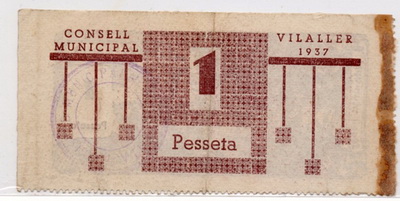 CONSELL
MUNICIPAL
1
Pesseta
VILALLER
1937